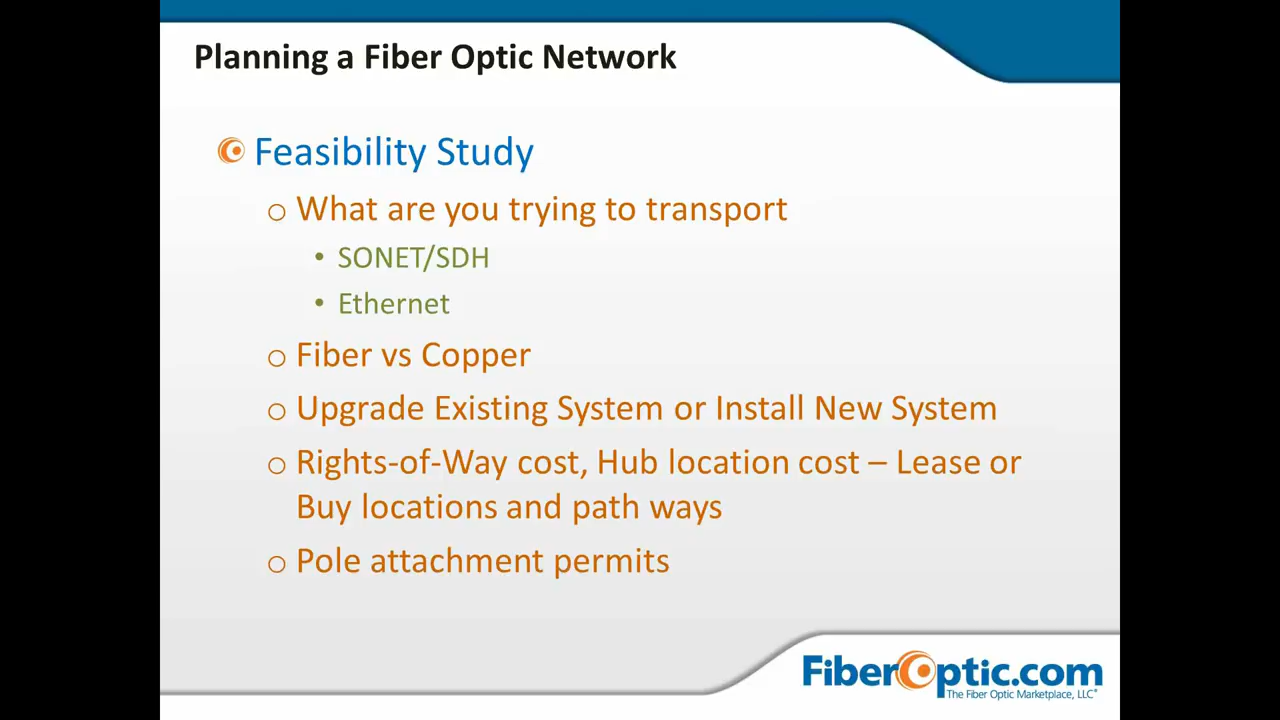 Planning a Fiber Optic Network
Feasibility Study
What are you trying to transport
• SONET/SDH
• Ethernet
Fiber vs Copper
Upgrade Existing System or Install New System
Rights-of-Way cost, Hub location cost – Lease or
Buy locations and path ways
Pole attachment permits
FiberOptic.com
The Fiber Optic Marketplace, LLC®